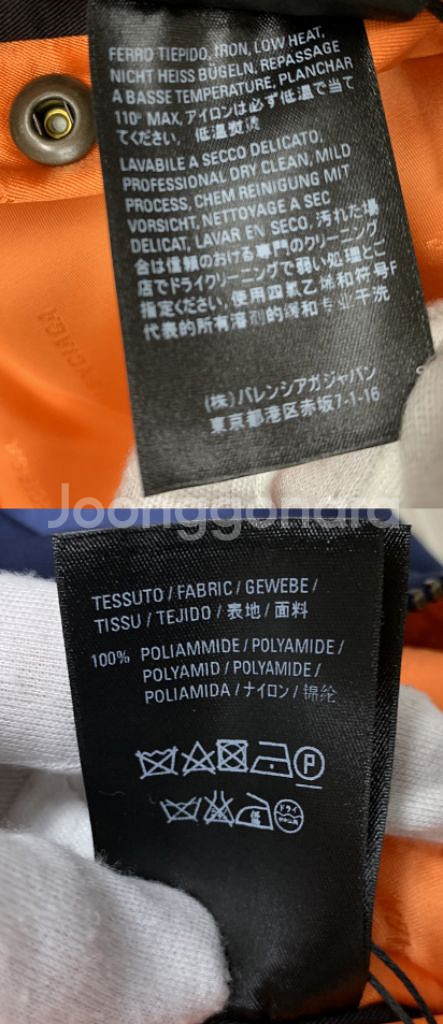 FERRO TIEPIDO, IRON, LOW HEAT,
NICHT HEISS BÜGELN, REPASSAGE
A BASSE TEMPERATURE, PLANCHAR
110° MAX, アイロンは必ず低温で当て
てください, 低温熨烫
LAVABILE A SECCO DELICATO,
PROFESSIONAL DRY CLEAN, MILD
PROCESS, CHEM REINIGUNG MIT
VORSICHT, NETTOYAGE A SEC
DELICAT, LAVAR EN SECO, 汚れた場
合は信頼のおける専門のクリーニング
店でドライクリーニングで弱い処理とご
指定ください, 使用四氯乙烯和符号F
代表的所有溶剂的缓和专业干洗
(株) バレンシアガジャパン
東京都港区赤坂7-1-16
Joonggonara
TESSUTO / FABRIC / GEWEBE /
TISSU / TEJIDO / 表地 / 面料
100% POLIAMMIDE / POLYAMIDE /
POLYAMID / POLYAMIDE /
POLIAMIDA / ナイロン / 锦纶
P
低
ドライ